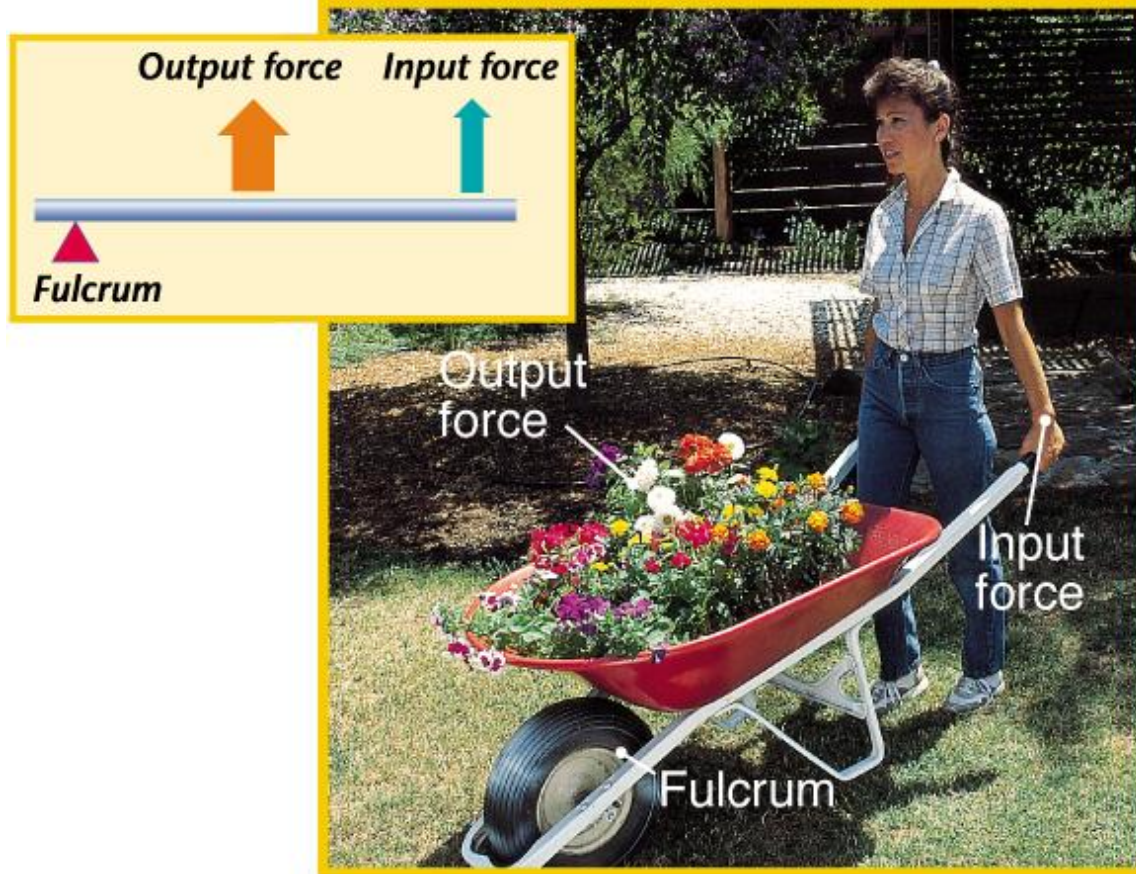 Output force Input force
Fulcrum
Output
force
Input
force
Fulcrum